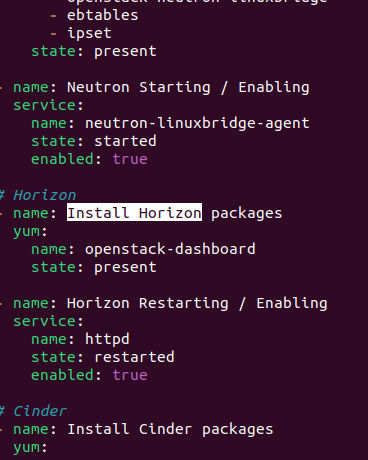 - ebtables
- ipset
state: present
- name: Neutron Starting / Enabling
service:
name: neutron-linuxbridge-agent
state: started
enabled: true
# Horizon
- name: Install Horizon packages
yum:
name: openstack-dashboard
state: present
- name: Horizon Restarting / Enabling
service:
name: httpd
state: restarted
enabled: true
# Cinder
- name: Install Cinder packages
yum: